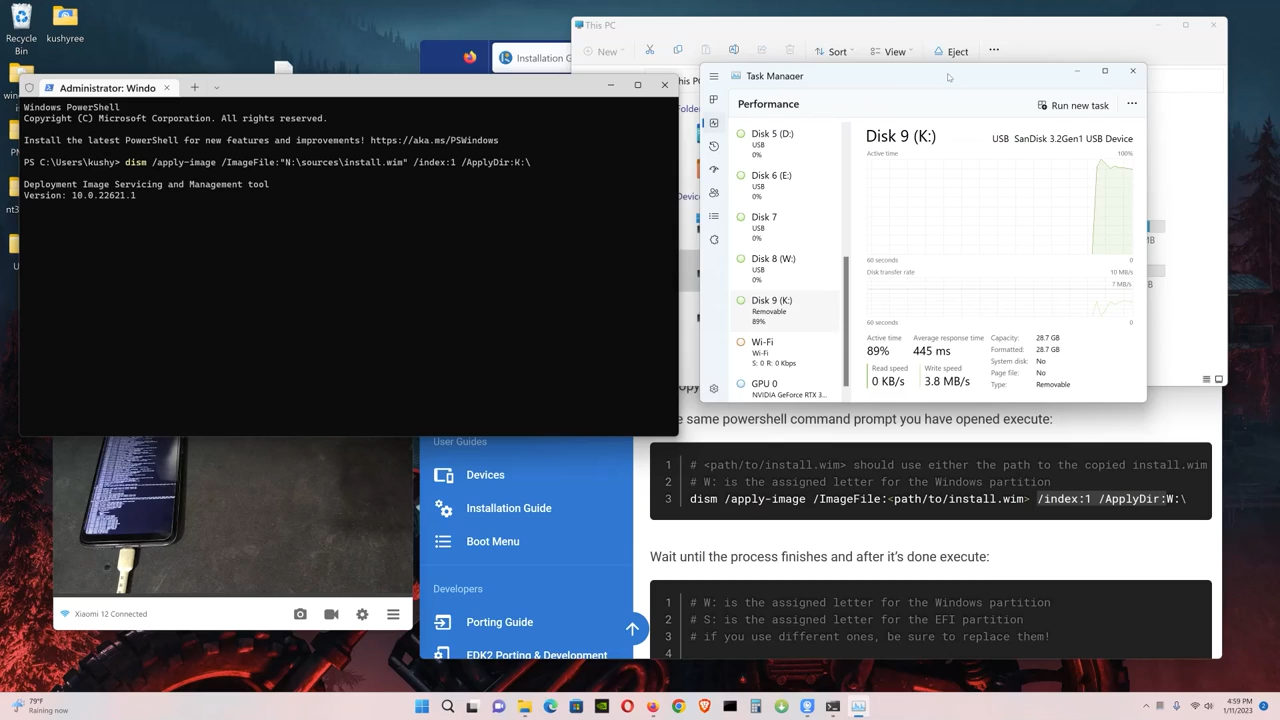 Recycle
Bin
kushyree
This PC
New
Sort
View
Eject
Installation G
Administrator: Windo
Windows PowerShell
Copyright (C) Microsoft Corporation. All rights reserved.
Install the latest PowerShell for new features and improvements! https://aka.ms/PSWindows
PS C:\Users\kushy> dism /apply-image /ImageFile:"N:\sources\install.wim" /index:1 /ApplyDir:K:\
Deployment Image Servicing and Management tool
Version: 10.0.22621.1
Task Manager
Performance
Run new task
Disk 5 (D:)
USB
0%
Disk 6 (E:)
USB
0%
Disk 7
USB
0%
Disk 8 (W:)
USB
0%
Disk 9 (K:)
Removable
89%
Wi-Fi
Wi-Fi
S: 0 R: 0 Kbps
GPU 0
NVIDIA GeForce RTX 3...
Disk 9 (K:)
USB SanDisk 3.2Gen1 USB Device
Active time
100%
60 seconds
0
Disk transfer rate
10 MB/s
7 MB/s
60 seconds
0
Active time
89%
Average response time
445 ms
Read speed
0 KB/s
Write speed
3.8 MB/s
Capacity: 28.7 GB
Formatted: 28.7 GB
System disk: No
Page file: No
Type: Removable
MB
same powershell command prompt you have opened execute:
1 # <path/to/install.wim> should use either the path to the copied install.wim
2 # W: is the assigned letter for the Windows partition
3 dism /apply-image /ImageFile:<path/to/install.wim> /index:1 /ApplyDir:W:\
Wait until the process finishes and after it's done execute:
1 # W: is the assigned letter for the Windows partition
2 # S: is the assigned letter for the EFI partition
3 # if you use different ones, be sure to replace them!
4
User Guides
Devices
Installation Guide
Boot Menu
Developers
Porting Guide
EDK2 Porting & Development
Xiaomi 12 Connected
79°F
Raining now
4:59 PM
1/11/2023
2